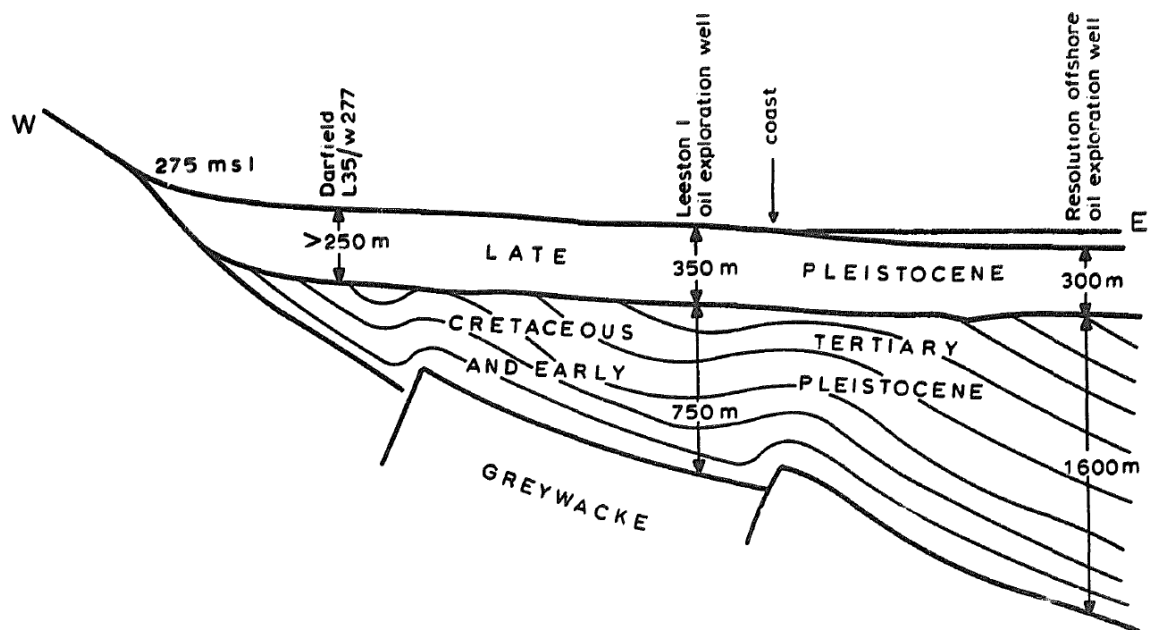 W
275 msl
Darfield
L35/w277
Leeston 1
oil exploration well
coast
Resolution offshore
oil exploration well
E
>250m
LATE
350m
PLEISTOCENE
300m
CRETACEOUS
TERTIARY
AND EARLY
PLEISTOCENE
750m
1600m
GREYWACKE